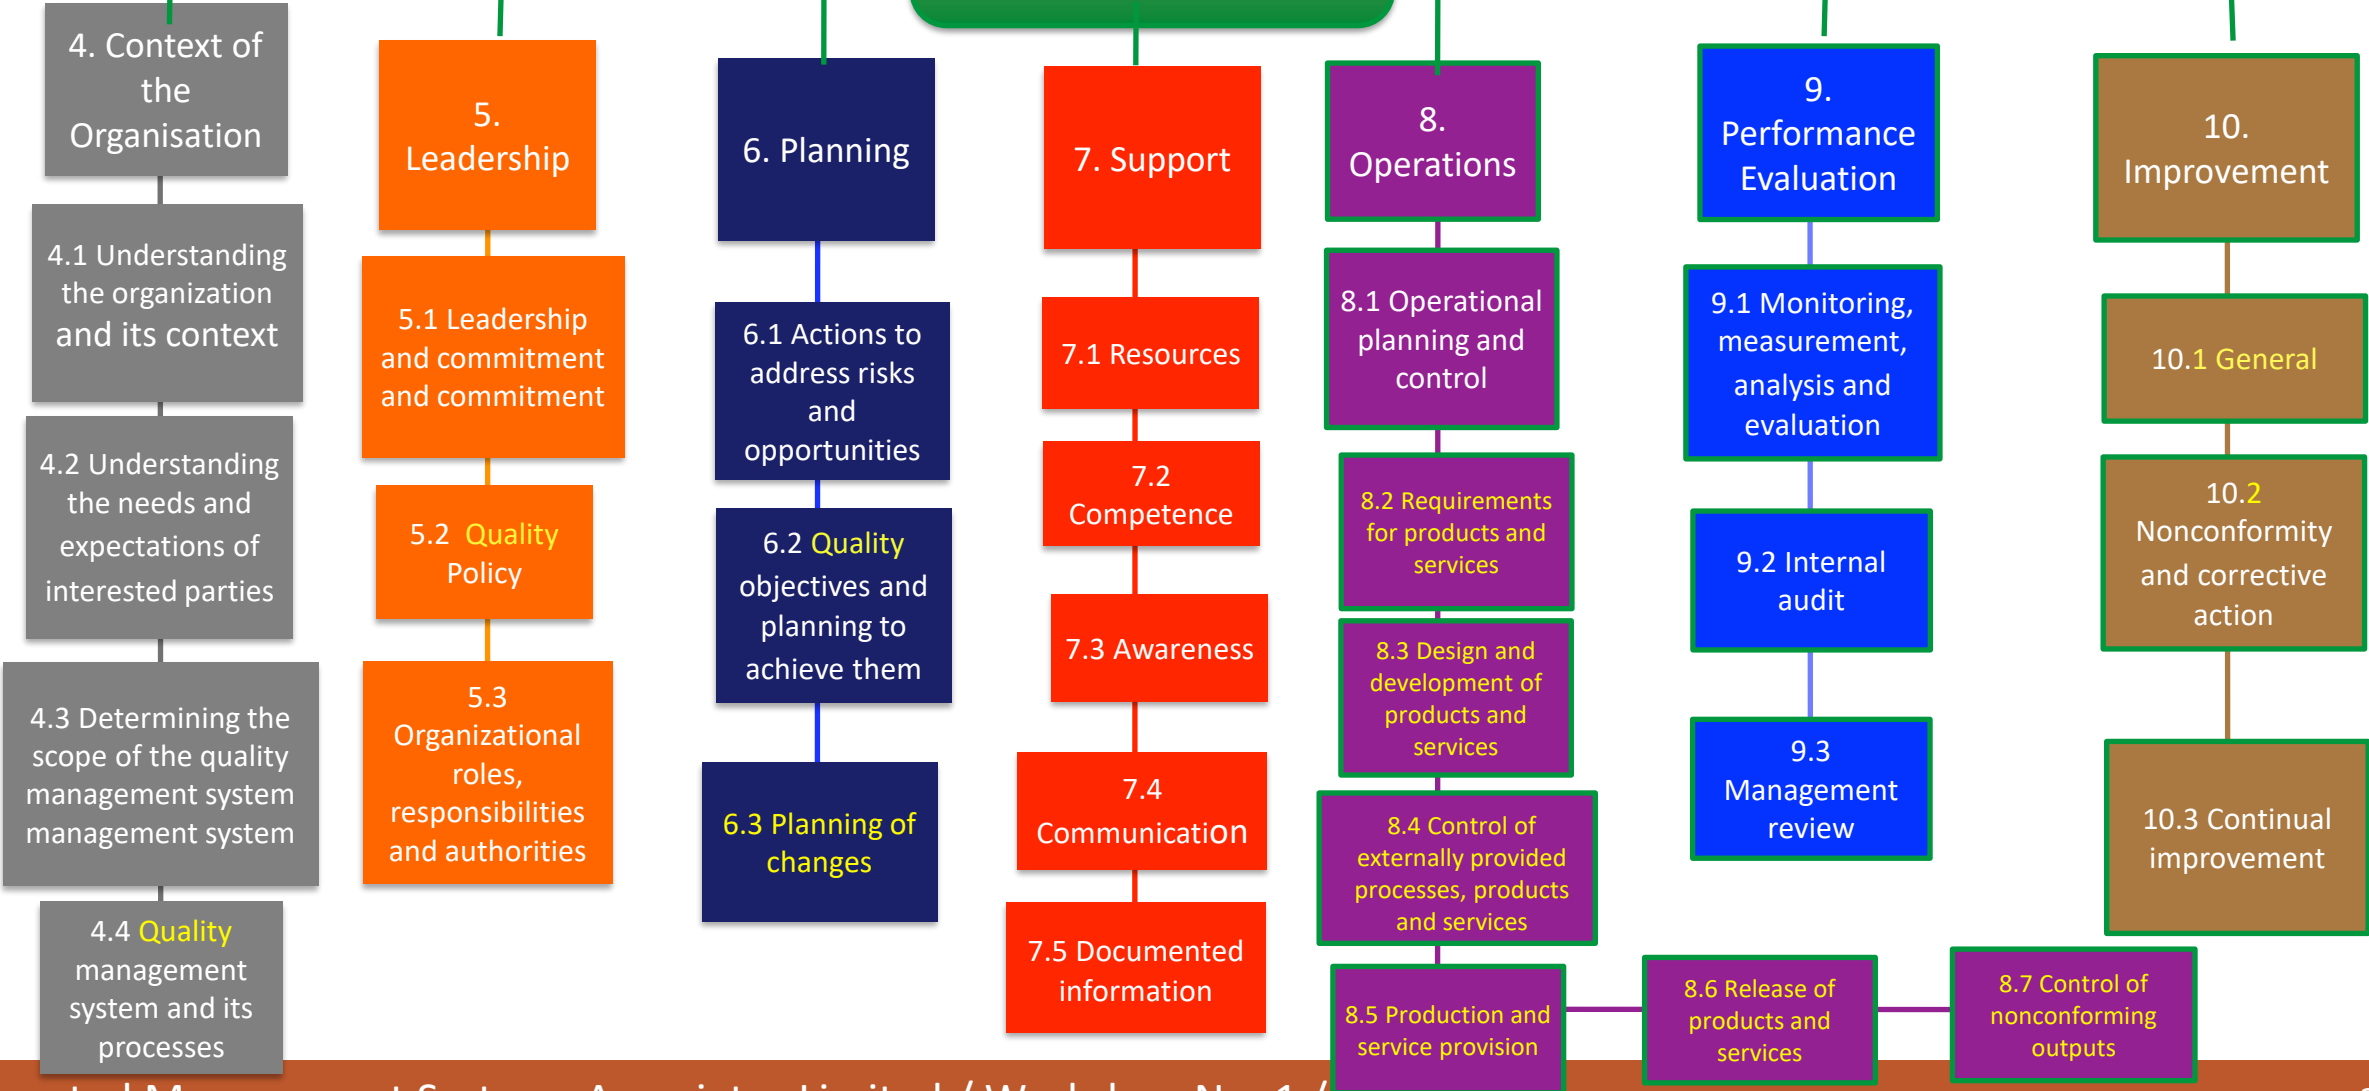 4. Context of
the
Organisation
4.1 Understanding
the organization
and its context
4.2 Understanding
the needs and
expectations of
interested parties
4.3 Determining the
scope of the quality
management system
management system
4.4 Quality
management
system and its
processes
5.
Leadership
5.1 Leadership
and commitment
and commitment
5.2 Quality
Policy
5.3
Organizational
roles,
responsibilities
and authorities
6. Planning
6.1 Actions to
address risks
and
opportunities
6.2 Quality
objectives and
planning to
achieve them
6.3 Planning of
changes
7. Support
7.1 Resources
7.2
Competence
7.3 Awareness
7.4
Communication
7.5 Documented
information
8.
Operations
8.1 Operational
planning and
control
8.2 Requirements
for products and
services
8.3 Design and
development of
products and
services
8.4 Control of
externally provided
processes, products
and services
8.5 Production and
service provision
8.6 Release of
products and
services
8.7 Control of
nonconforming
outputs
9.
Performance
Evaluation
9.1 Monitoring,
measurement,
analysis and
evaluation
9.2 Internal
audit
9.3
Management
review
10.
Improvement
10.1 General
10.2
Nonconformity
and corrective
action
10.3 Continual
improvement